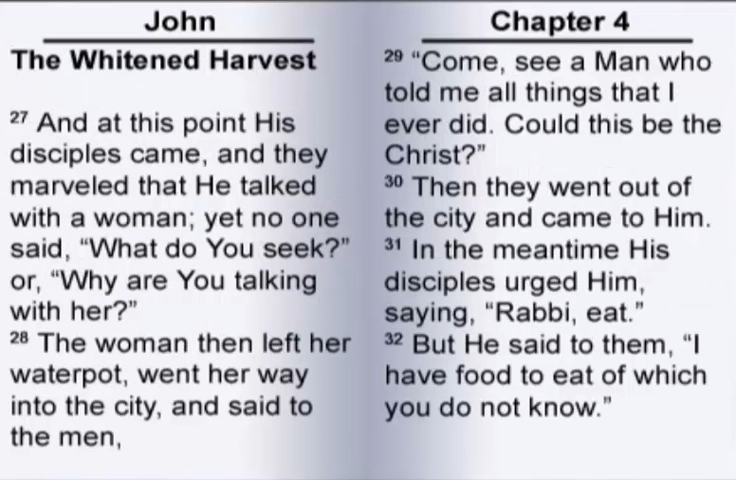 John
The Whitened Harvest
27 And at this point His
disciples came, and they
marveled that He talked
with a woman; yet no one
said, “What do You seek?”
or, “Why are You talking
with her?”
28 The woman then left her
waterpot, went her way
into the city, and said to
the men,
Chapter 4
29 “Come, see a Man who
told me all things that I
ever did. Could this be the
Christ?”
30 Then they went out of
the city and came to Him.
31 In the meantime His
disciples urged Him,
saying, “Rabbi, eat.”
32 But He said to them, “I
have food to eat of which
you do not know.”